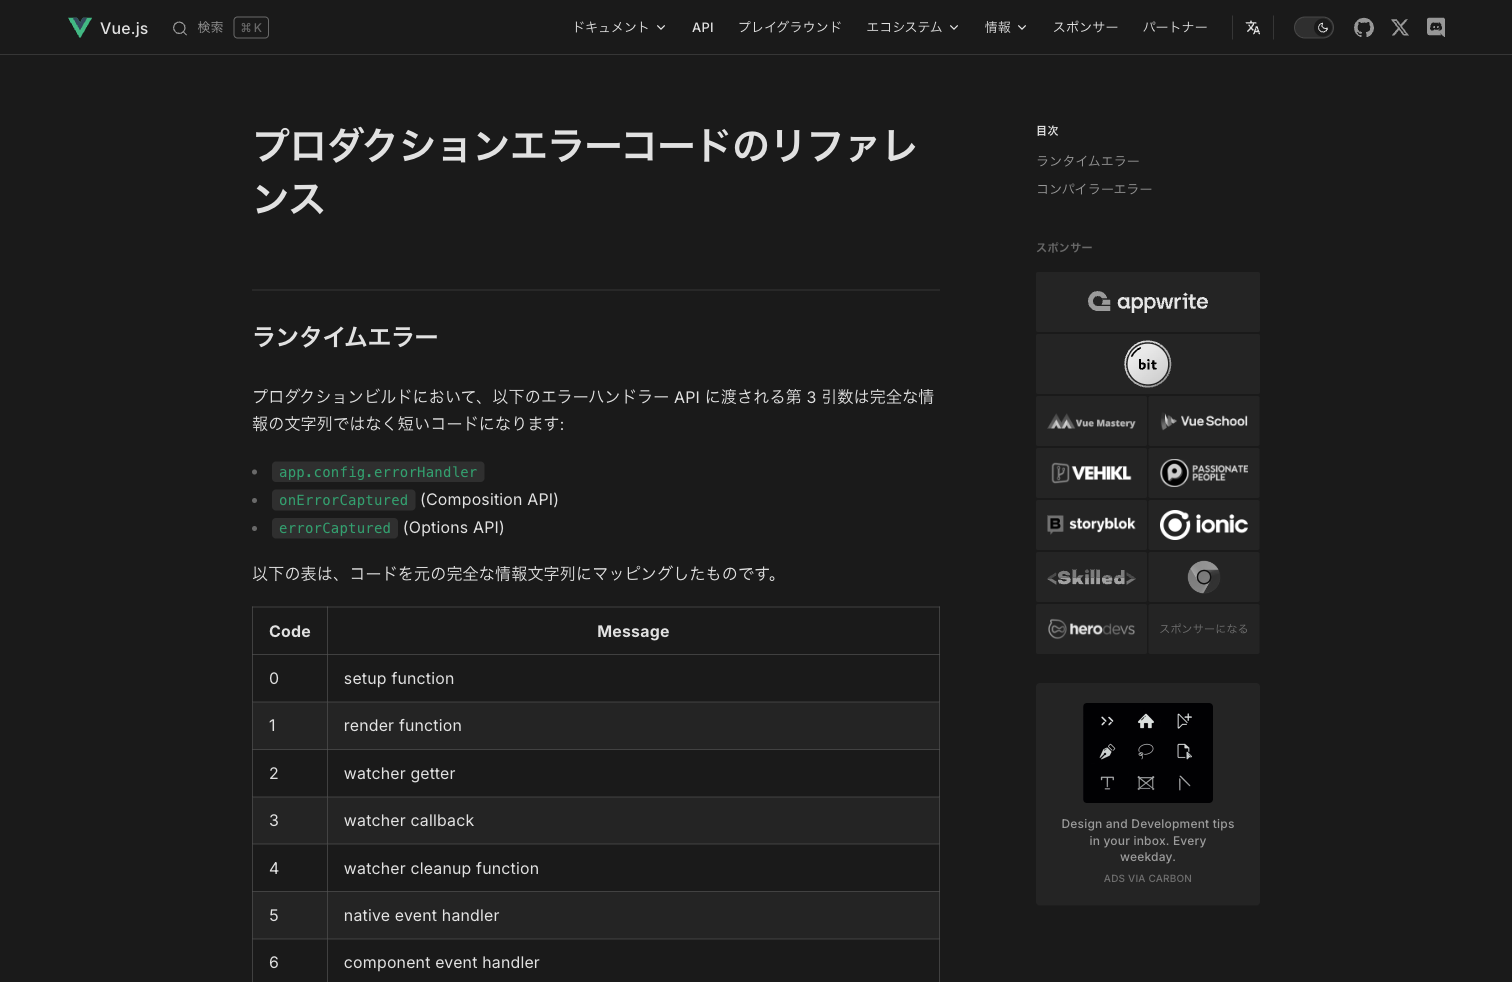 Vue.js
検索
⌘ K
ドキュメント
API
プレイグラウンド
エコシステム
情報
スポンサー
パートナー
プロダクションエラーコードのリファレ
ンス
ランタイムエラー
プロダクションビルドにおいて、以下のエラーハンドラー API に渡される第 3 引数は完全な情
報の文字列ではなく短いコードになります:
app.config.errorHandler
onErrorCaptured (Composition API)
errorCaptured (Options API)
以下の表は、コードを元の完全な情報文字列にマッピングしたものです。
Code Message
0 setup function
1 render function
2 watcher getter
3 watcher callback
4 watcher cleanup function
5 native event handler
6 component event handler
目次
ランタイムエラー
コンパイラーエラー
スポンサー
appwrite
bit
Vue Mastery
Vue School
VEHIKL
PASSIONATE
PEOPLE
storyblok
ionic
<Skilled>
herodevs
スポンサーになる
Design and Development tips
in your inbox. Every
weekday.
ADS VIA CARBON